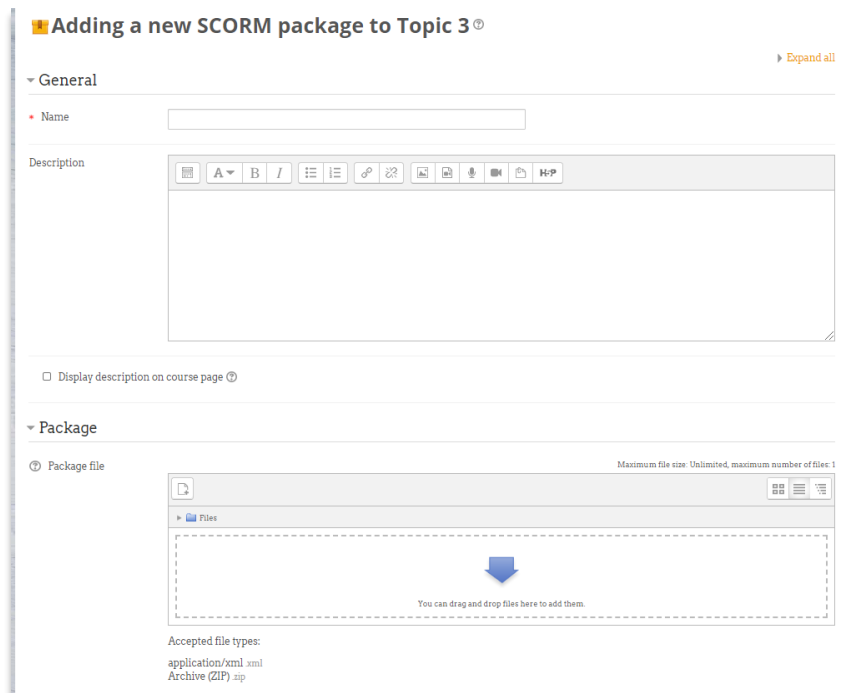 Adding a new SCORM package to Topic 3
Expand all
General
* Name
Description
A B I H-P
Display description on course page
Package
Package file
Maximum file size: Unlimited, maximum number of files: 1
Files
You can drag and drop files here to add them.
Accepted file types:
application/xml .xml
Archive (ZIP) .zip